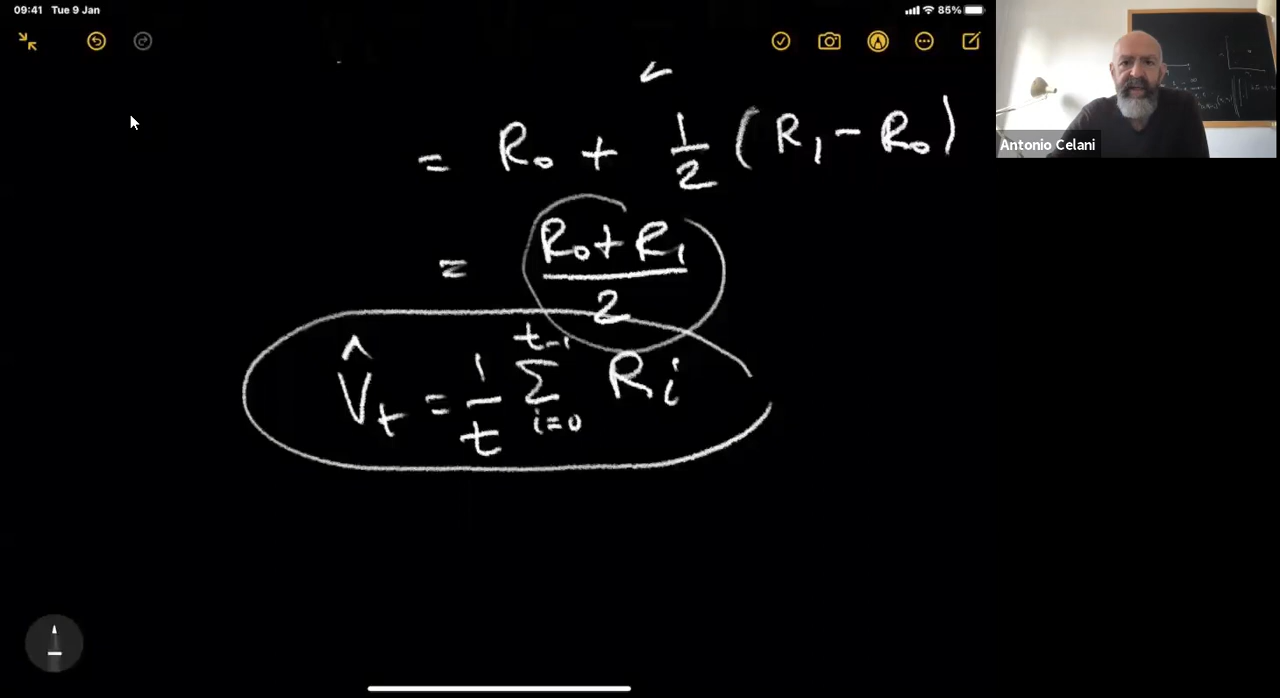 09:41 Tue 9 Jan
85%
Antonio Celani
= R₀ + 1/2 (R₁ - R₀)
= (R₀ + R₁)/2
V̂ₜ = 1/t ∑_{i=0}^{t-1} Rᵢ